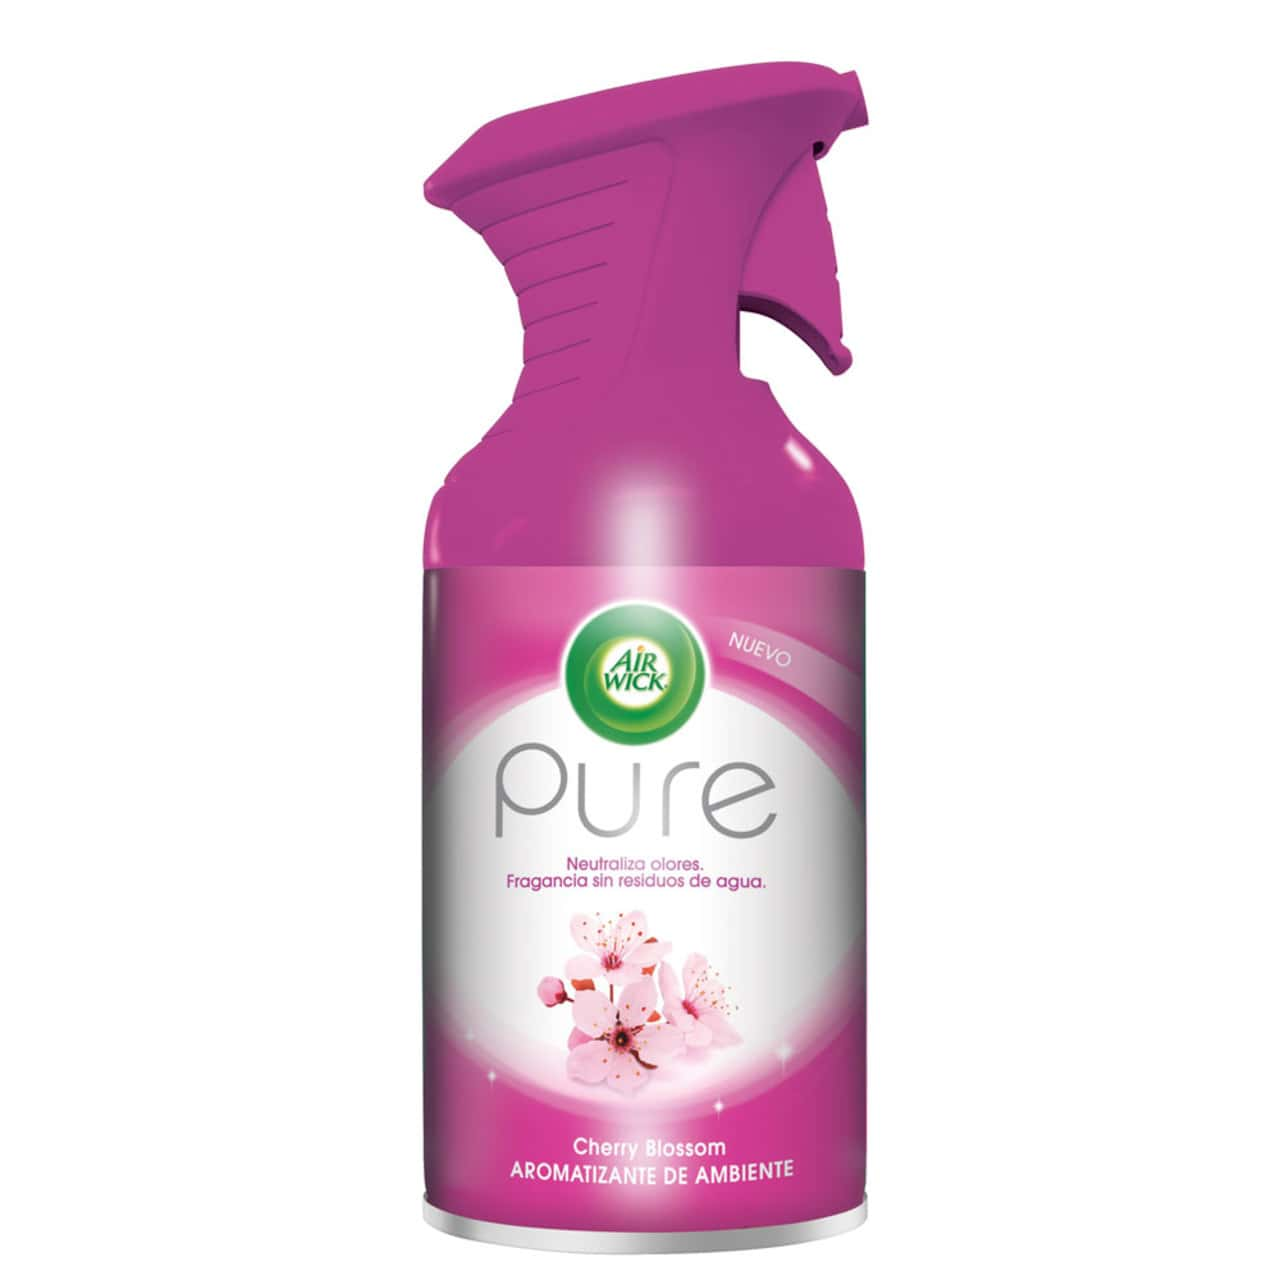 AIR
WICK
NUEVO
Pure
Neutraliza olores.
Fragancia sin residuos de agua.
Cherry Blossom
AROMATIZANTE DE AMBIENTE